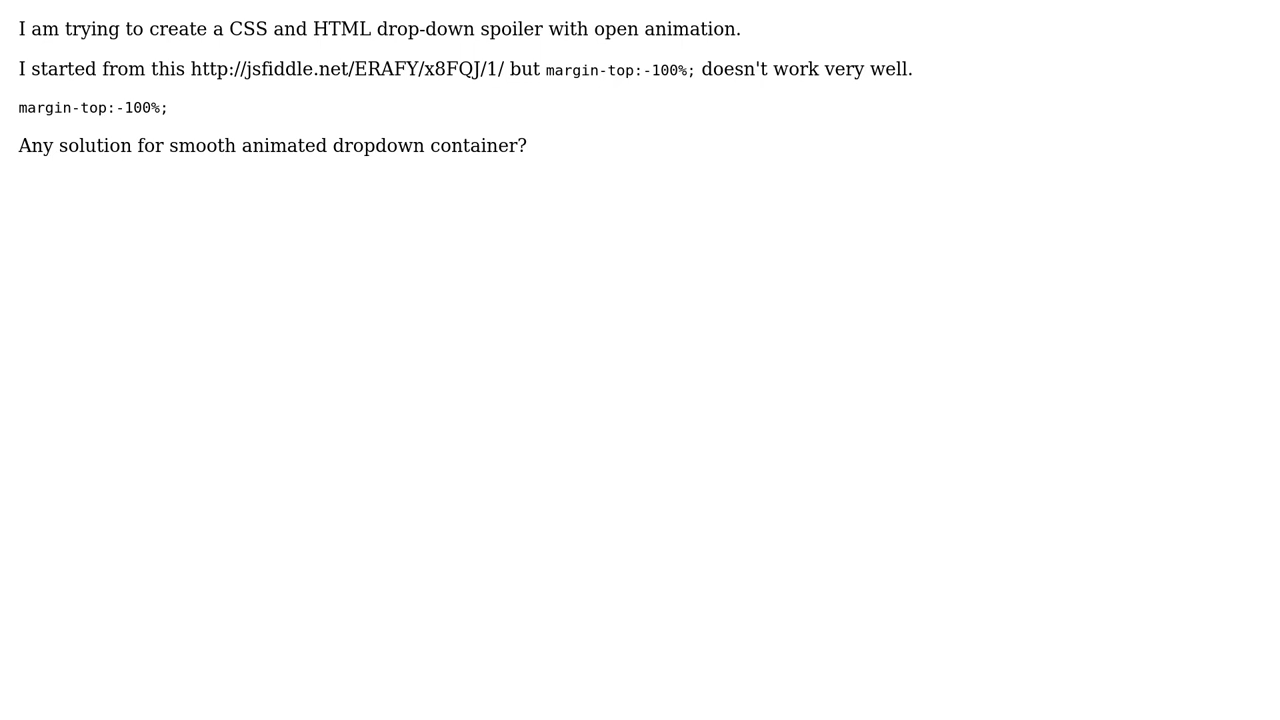 I am trying to create a CSS and HTML drop-down spoiler with open animation.
I started from this http://jsfiddle.net/ERAFY/x8FQJ/1/ but margin-top:-100%; doesn't work very well.
margin-top:-100%;
Any solution for smooth animated dropdown container?